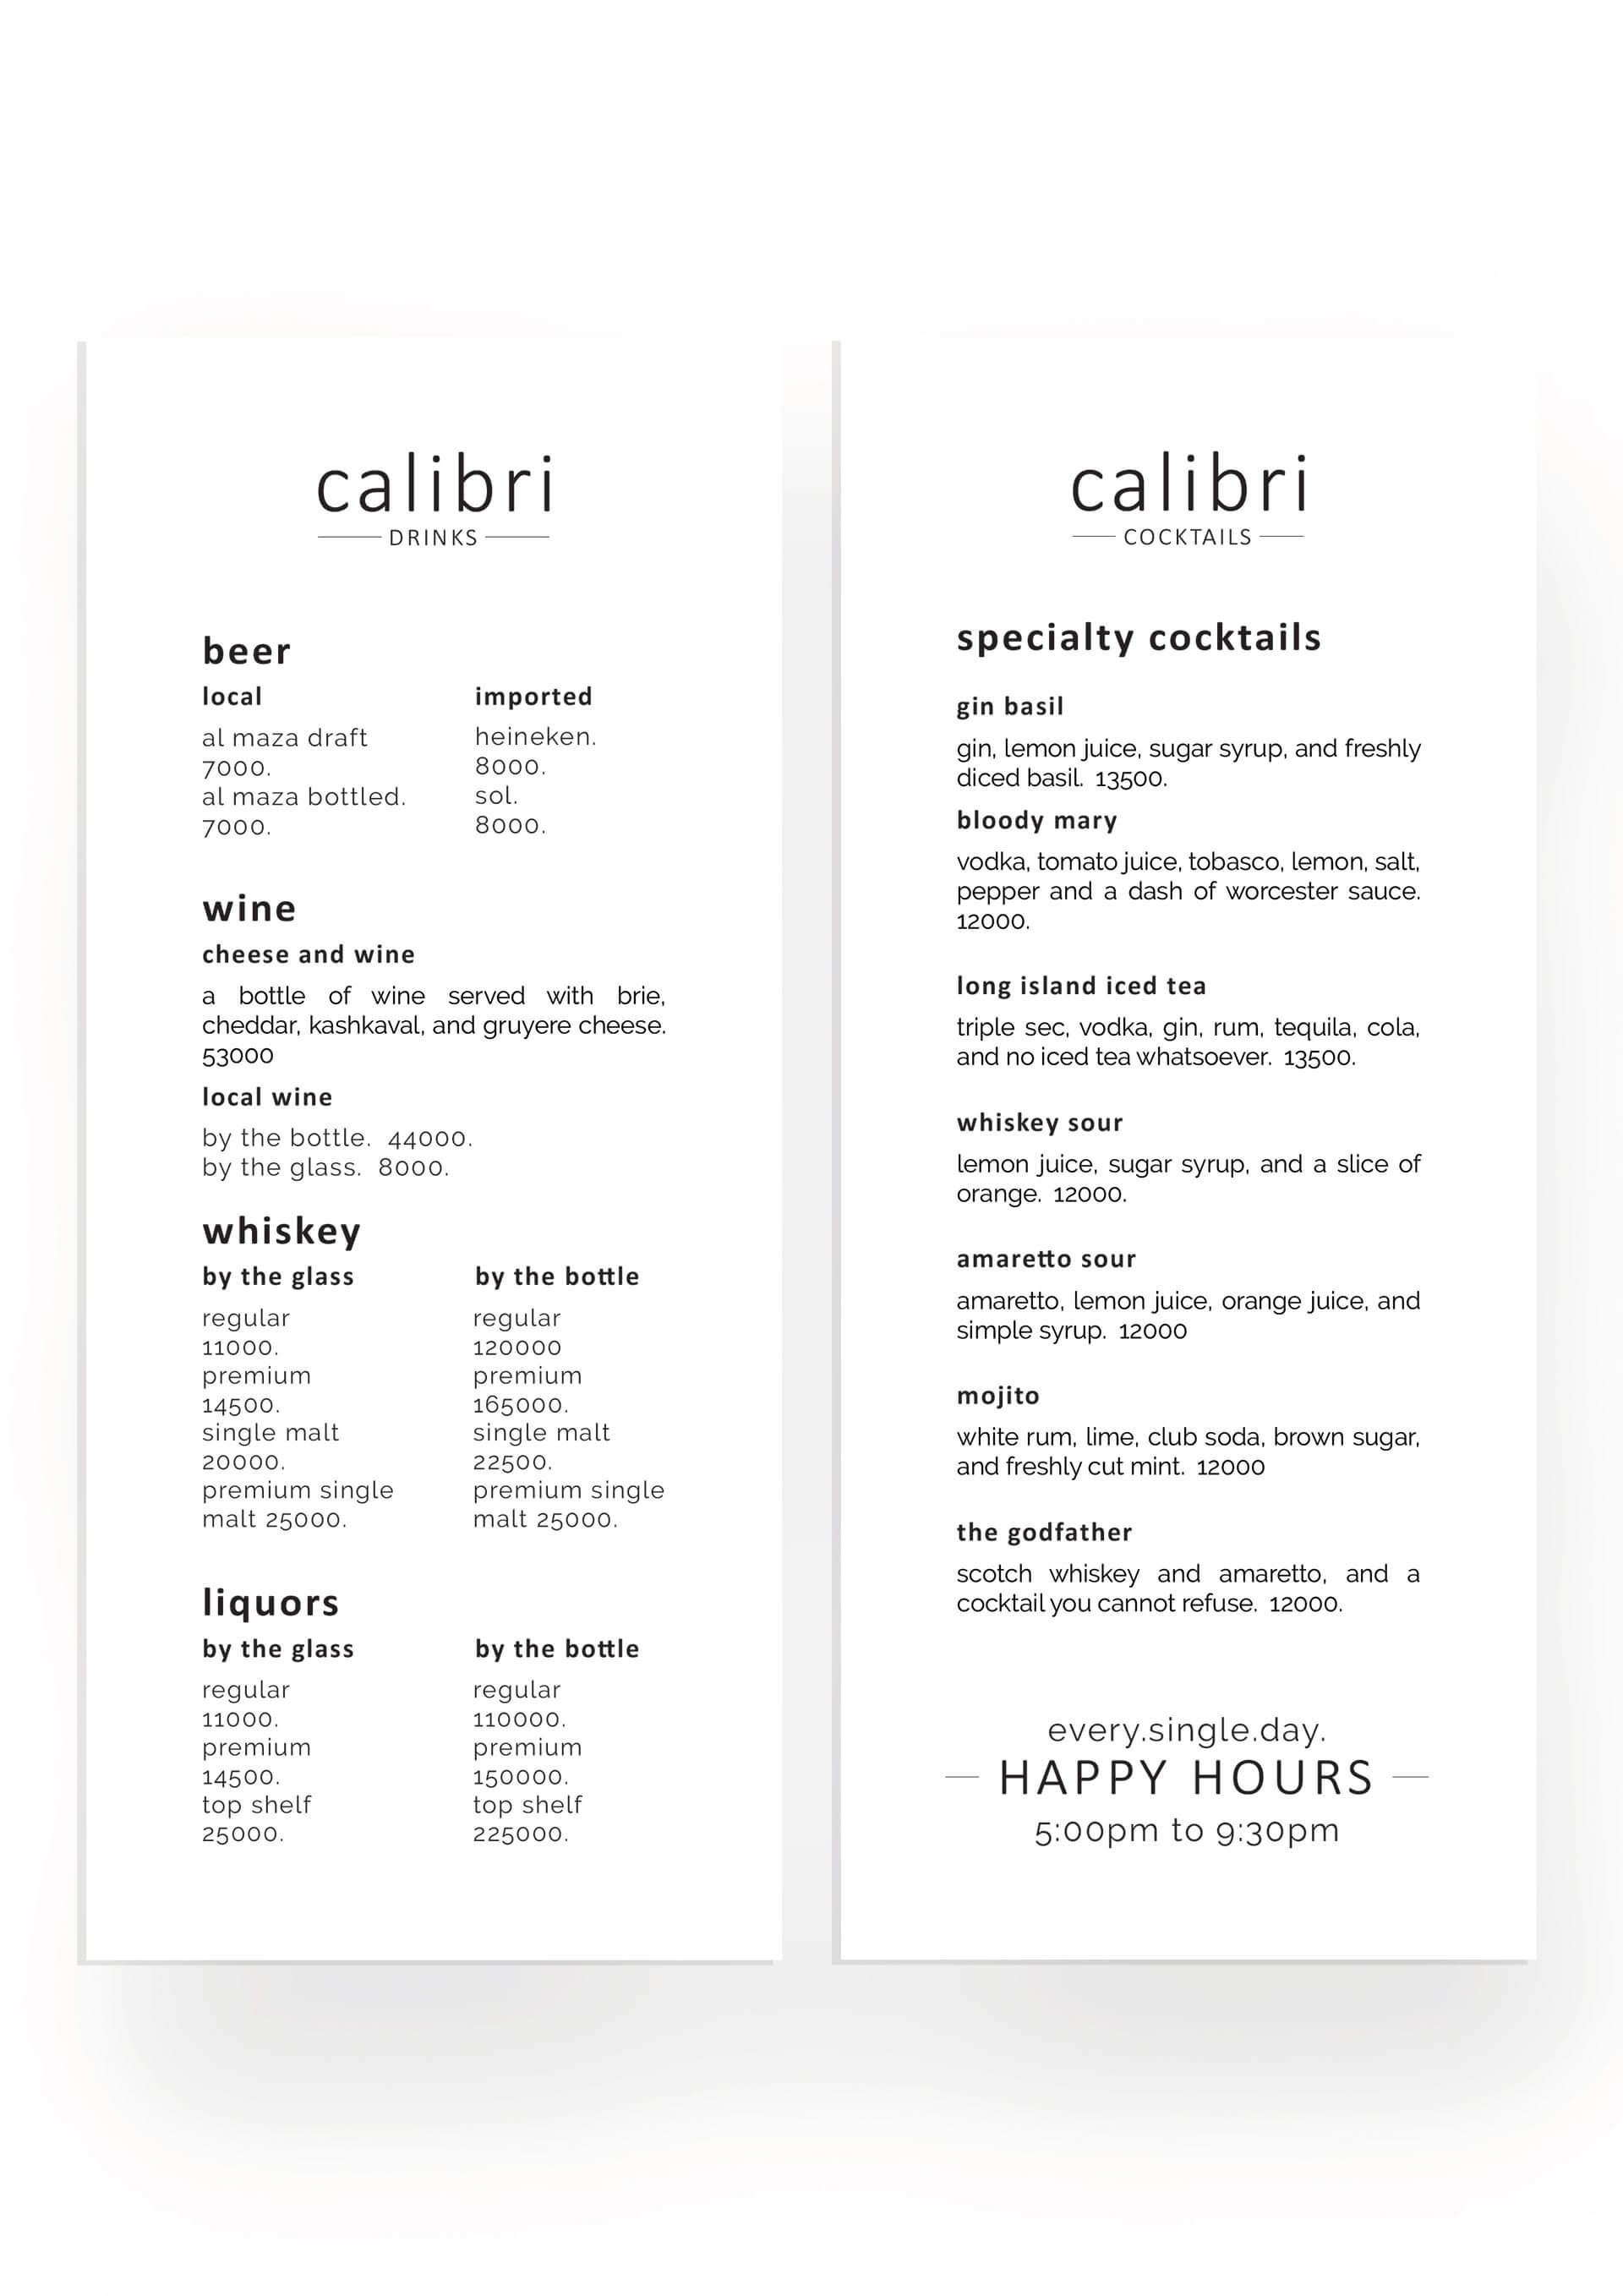 calibri
DRINKS
beer
local
al maza draft
7000.
al maza bottled.
7000.
imported
heineken.
8000.
sol.
8000.
wine
cheese and wine
a bottle of wine served with brie,
cheddar, kashkaval, and gruyere cheese.
53000
local wine
by the bottle. 44000.
by the glass. 8000.
whiskey
by the glass
regular
11000.
premium
14500.
single malt
20000.
premium single
malt 25000.
by the bottle
regular
120000
premium
165000.
single malt
22500.
premium single
malt 25000.
liquors
by the glass
regular
11000.
premium
14500.
top shelf
25000.
by the bottle
regular
110000.
premium
150000.
top shelf
225000.
calibri
COCKTAILS
specialty cocktails
gin basil
gin, lemon juice, sugar syrup, and freshly
diced basil. 13500.
bloody mary
vodka, tomato juice, tobasco, lemon, salt,
pepper and a dash of worcester sauce.
12000.
long island iced tea
triple sec, vodka, gin, rum, tequila, cola,
and no iced tea whatsoever. 13500.
whiskey sour
lemon juice, sugar syrup, and a slice of
orange. 12000.
amaretto sour
amaretto, lemon juice, orange juice, and
simple syrup. 12000
mojito
white rum, lime, club soda, brown sugar,
and freshly cut mint. 12000
the godfather
scotch whiskey and amaretto, and a
cocktail you cannot refuse. 12000.
every.single.day.
HAPPY HOURS
5:00pm to 9:30pm